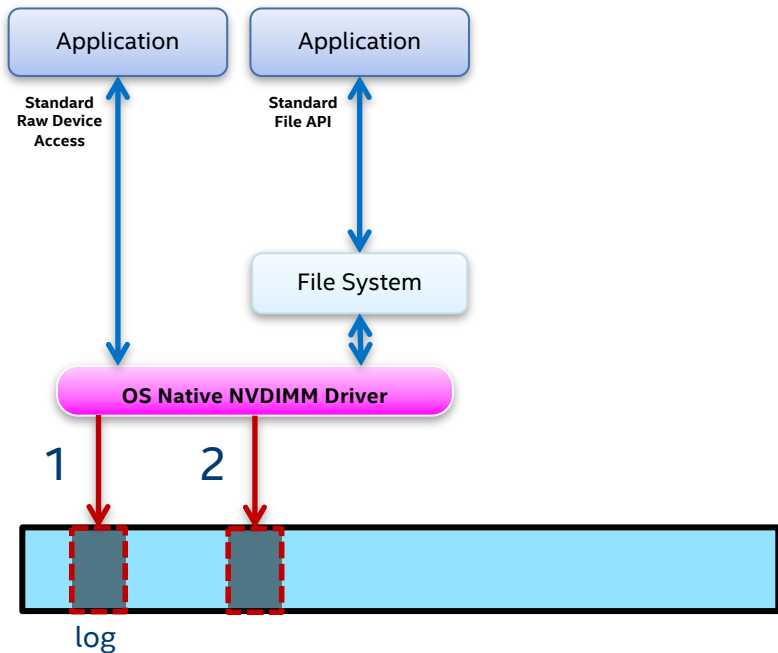 Application
Application
Standard
Raw Device
Access
Standard
File API
File System
OS Native NVDIMM Driver
1
2
log